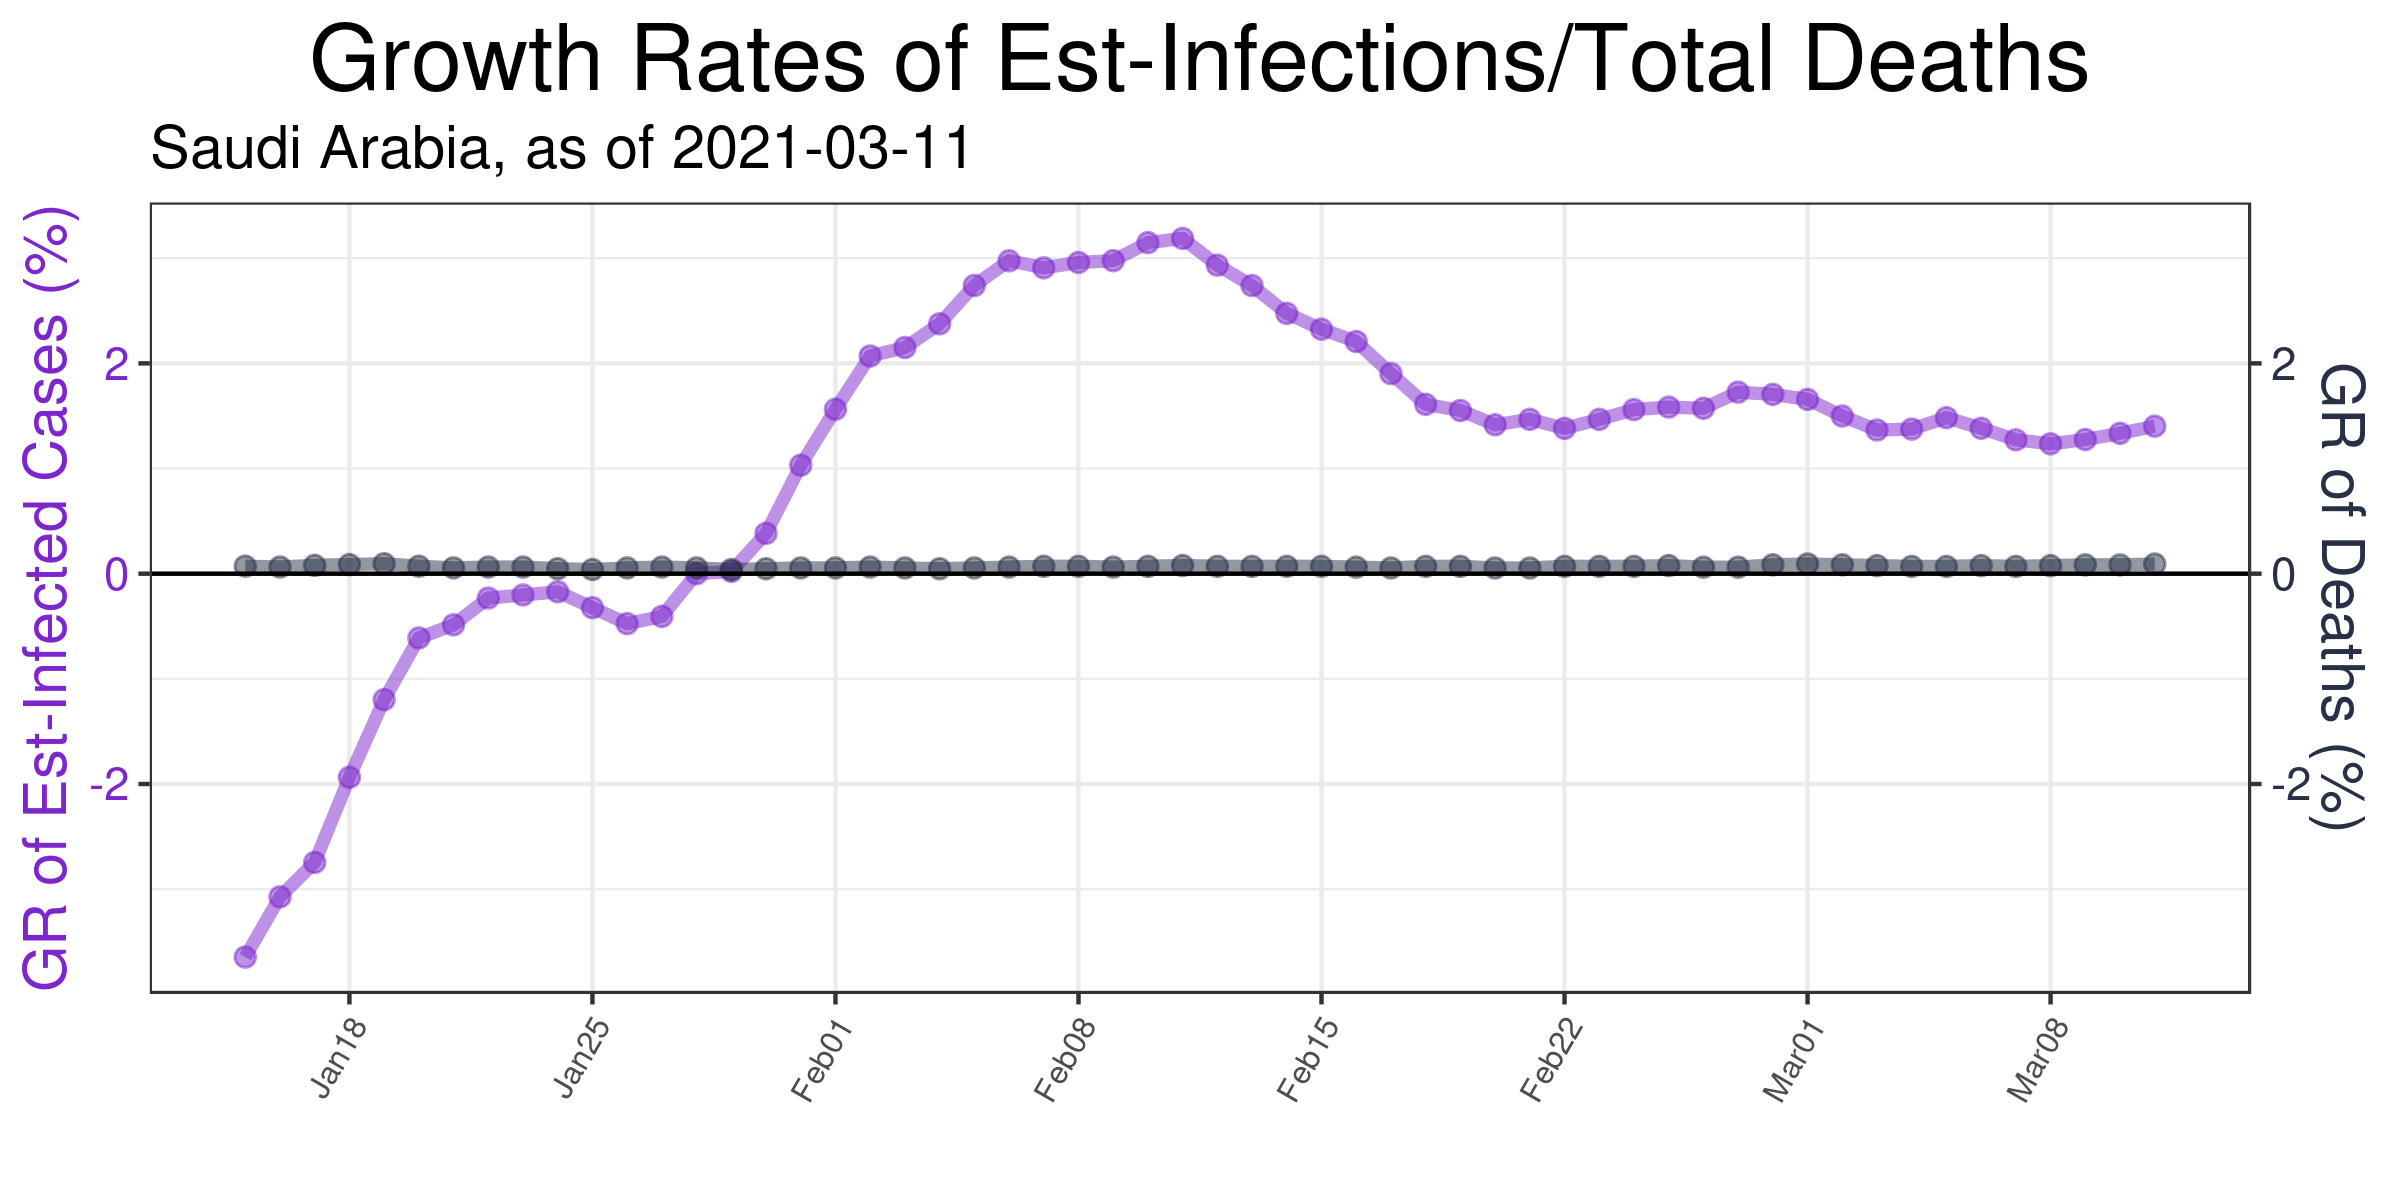 Growth Rates of Est-Infections/Total Deaths
Saudi Arabia, as of 2021-03-11
GR of Est-Infected Cases (%)
2
0
-2
2
0
-2
GR of Deaths (%)
Jan18
Jan25
Feb01
Feb08
Feb15
Feb22
Mar01
Mar08